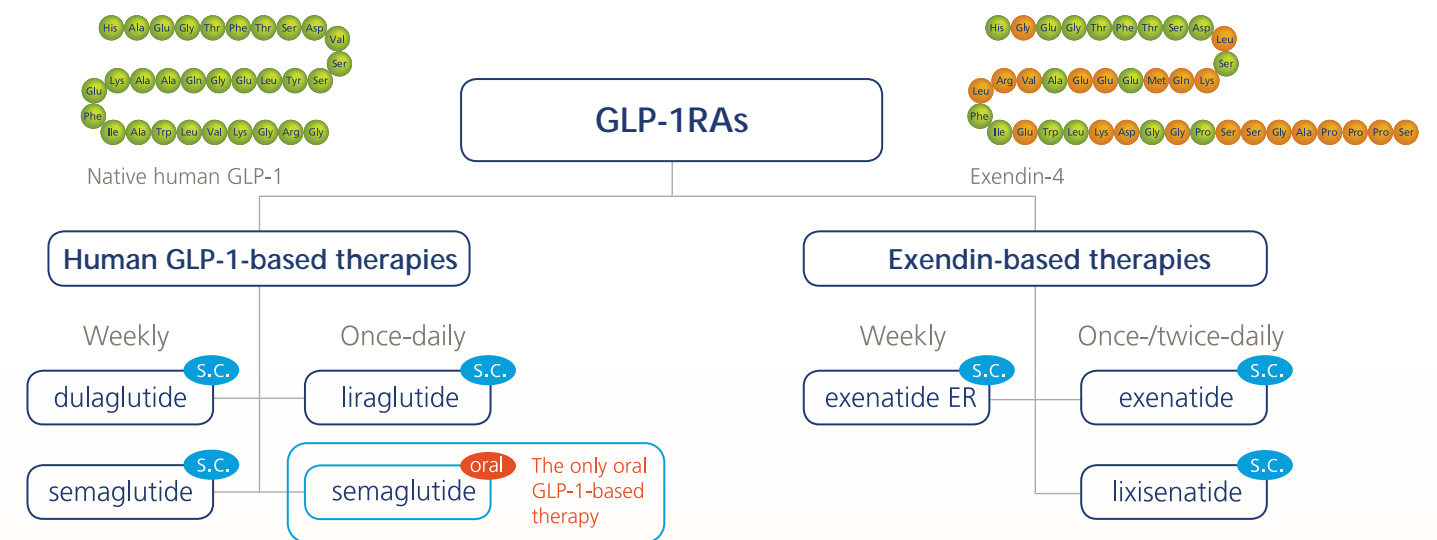 His Ala Glu Gly Thr Phe Thr Ser Asp
Val
Ser
Lys Ala Ala Gln Gly Glu Leu Tyr Ser
Glu
Phe
Ile Ala Trp Leu Val Lys Gly Arg Gly
Native human GLP-1
GLP-1RAs
His Gly Glu Gly Thr Phe Thr Ser Asp
Leu
Ser
Arg Val Ala Glu Glu Glu Met Gln Lys
Leu
Phe
Ile Glu Trp Leu Lys Asp Gly Gly Pro Ser Ser Gly Ala Pro Pro Pro Ser
Exendin-4
Human GLP-1-based therapies
Weekly
Once-daily
s.c.
dulaglutide
s.c.
liraglutide
s.c.
semaglutide
oral
semaglutide
The only oral
GLP-1-based
therapy
Exendin-based therapies
Weekly
Once-/twice-daily
s.c.
exenatide ER
s.c.
exenatide
s.c.
lixisenatide